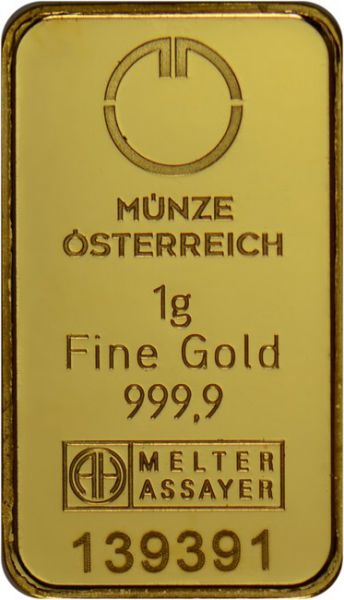 MÜNZE
ÖSTERREICH
1g
Fine Gold
999,9
MELTER
ASSAYER
139391